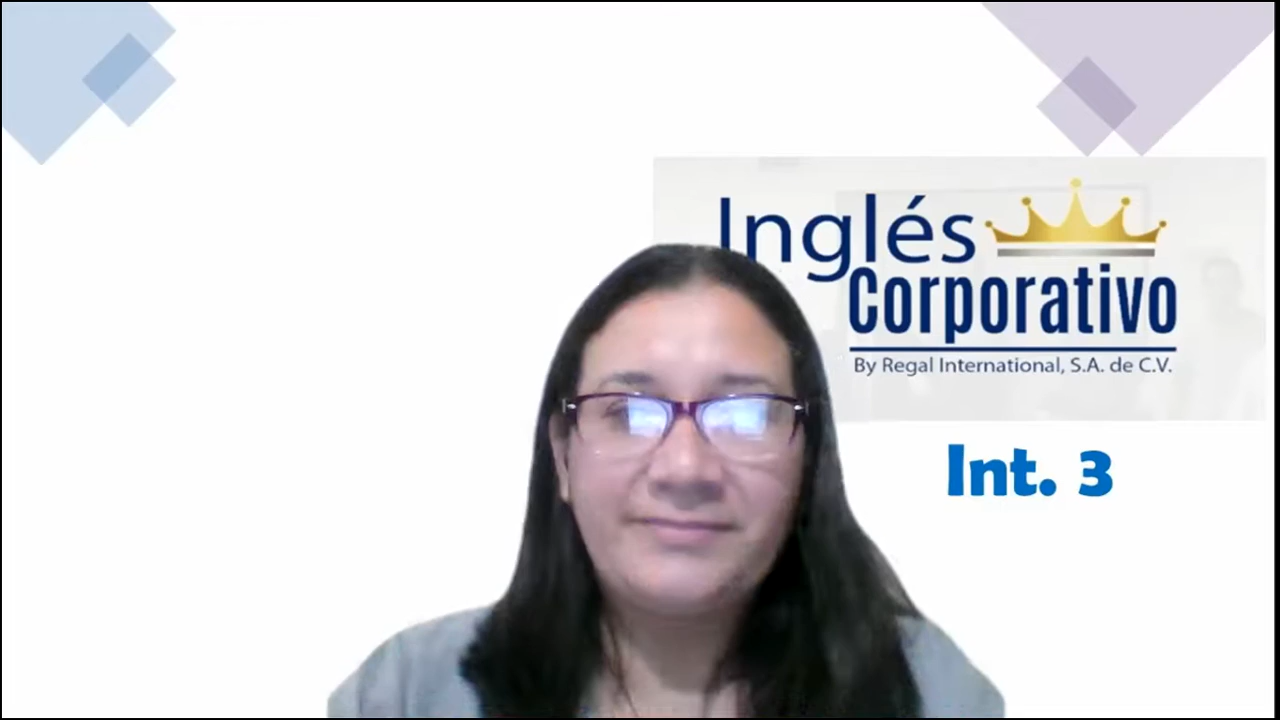 Inglés
Corporativo
By Regal International, S.A. de C.V.
Int. 3